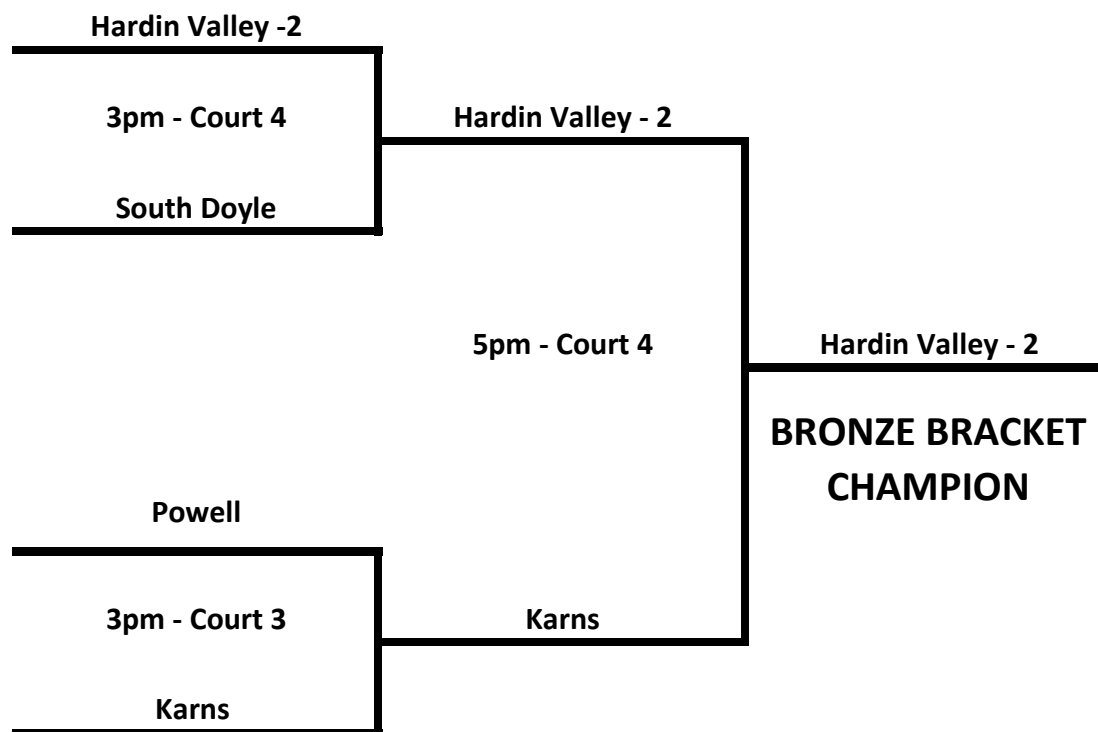 Hardin Valley -2
3pm - Court 4
Hardin Valley - 2
South Doyle
5pm - Court 4
Hardin Valley - 2
BRONZE BRACKET
CHAMPION
Powell
3pm - Court 3
Karns
Karns